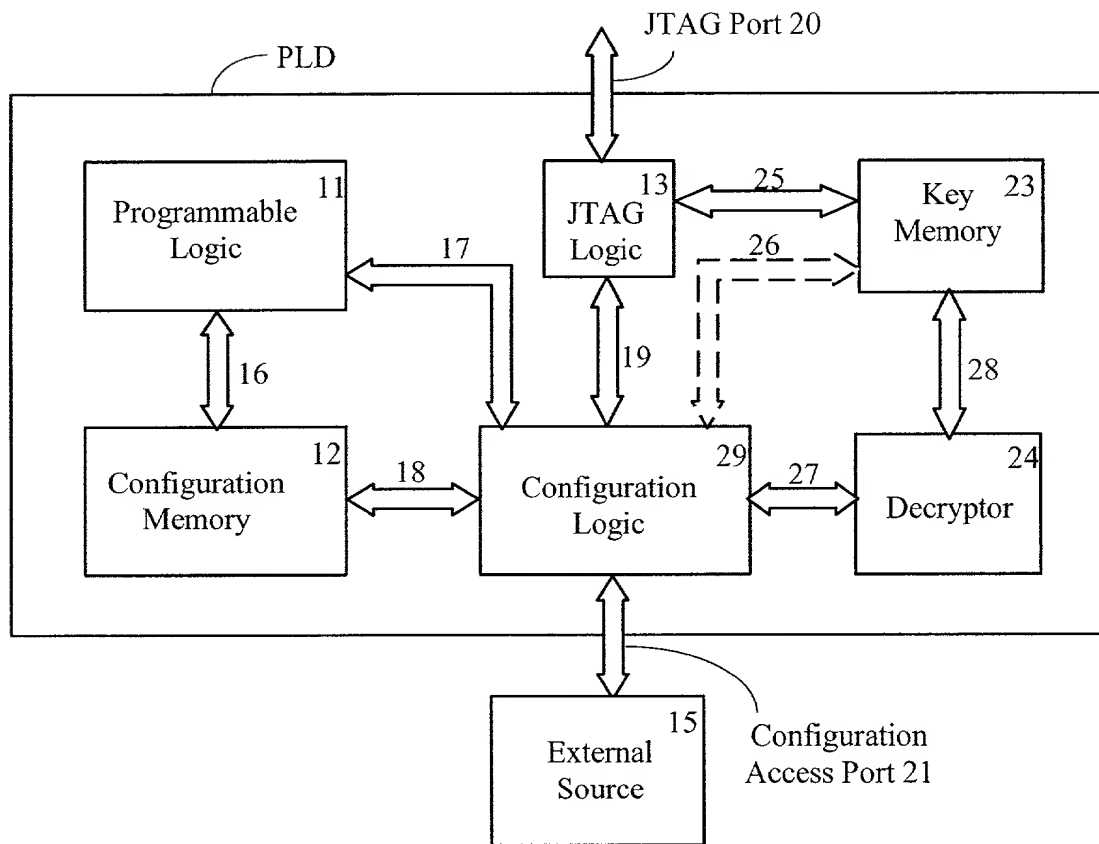 JTAG Port 20
PLD
11
Programmable
Logic
13
JTAG
Logic
25
23
Key
Memory
17
26
16
19
28
12
Configuration
Memory
18
29
Configuration
Logic
27
24
Decryptor
15
External
Source
Configuration
Access Port 21